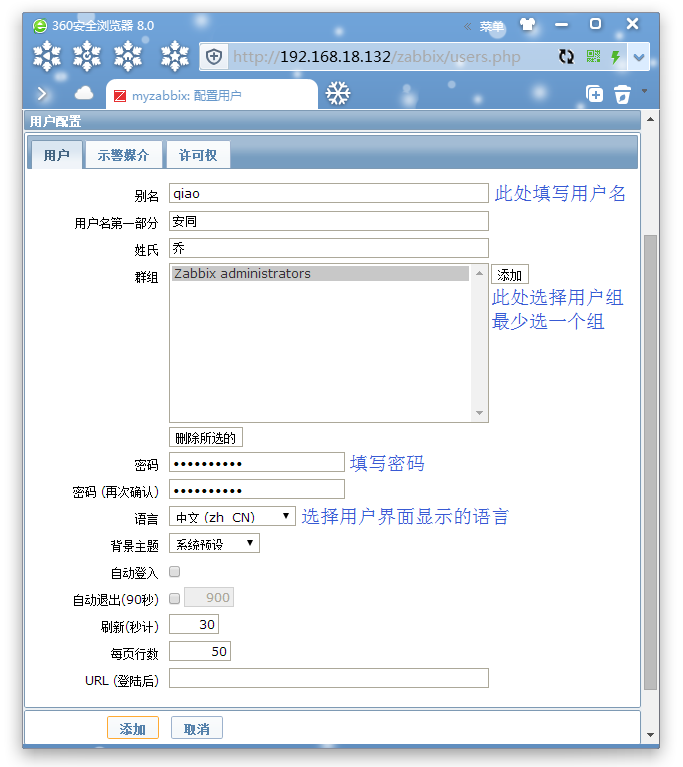 360安全浏览器 8.0
菜单
http://192.168.18.132/zabbix/users.php
myzabbix: 配置用户
用户配置
用户 示警媒介 许可权
别名 qiao 此处填写用户名
用户名第一部分 安同
姓氏 乔
群组 Zabbix administrators 添加
此处选择用户组
最少选一个组
删除所选的
密码 •••••••••• 填写密码
密码 (再次确认) ••••••••••
语言 中文 (zh_CN) 选择用户界面显示的语言
背景主题 系统预设
自动登入
自动退出(90秒) 900
刷新(秒计) 30
每页行数 50
URL (登陆后)
添加 取消